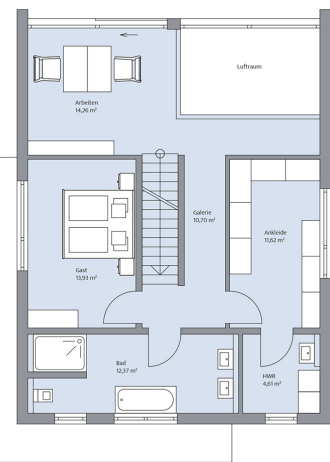 Luftraum
Arbeiten
14,26 m²
Galerie
10,70 m²
Ankleide
11,62 m²
Gast
13,93 m²
Bad
12,37 m²
HWR
4,61 m²